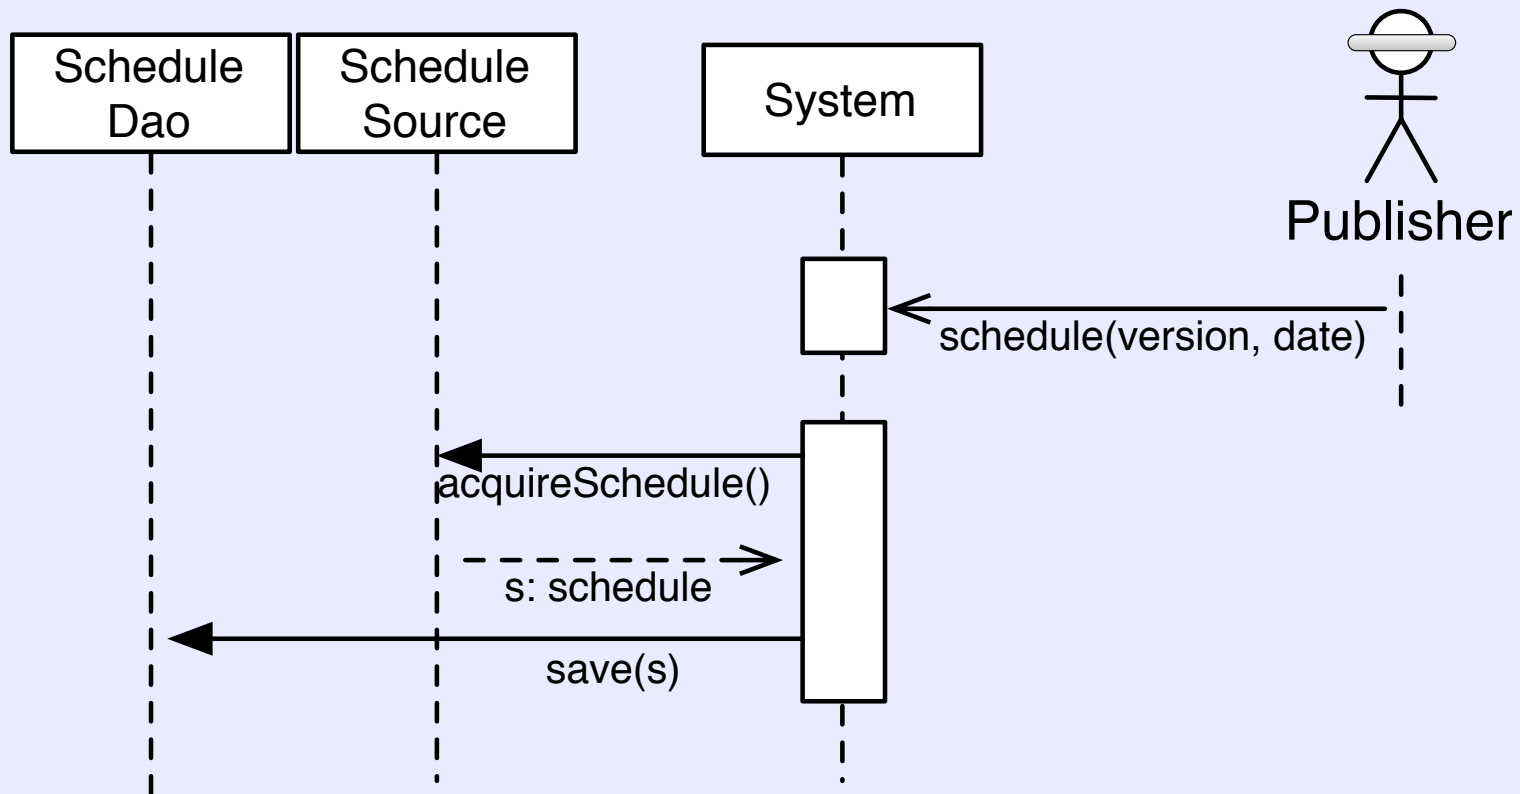 Schedule
Dao
Schedule
Source
System
Publisher
schedule(version, date)
acquireSchedule()
s: schedule
save(s)